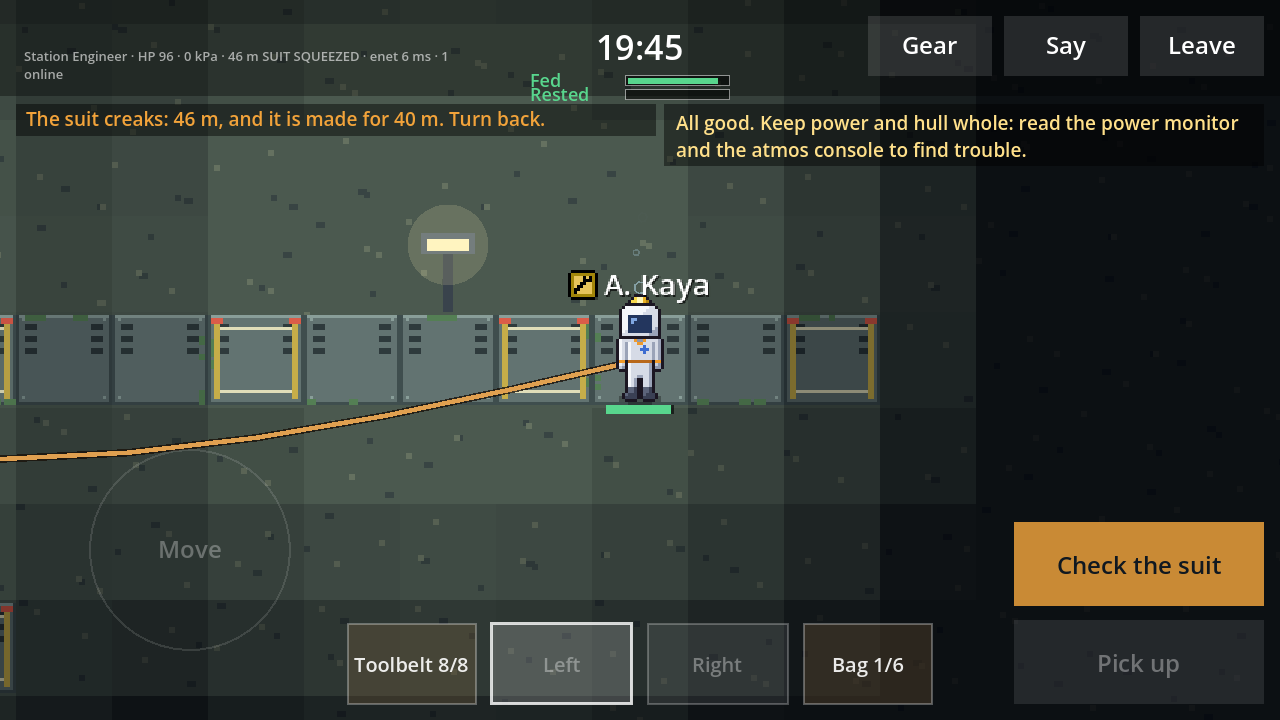 Station Engineer · HP 96 · 0 kPa · 46 m SUIT SQUEEZED · enet 6 ms · 1
online
19:45
Fed
Rested
Gear
Say
Leave
The suit creaks: 46 m, and it is made for 40 m. Turn back.
All good. Keep power and hull whole: read the power monitor
and the atmos console to find trouble.
A. Kaya
Move
Check the suit
Toolbelt 8/8
Left
Right
Bag 1/6
Pick up